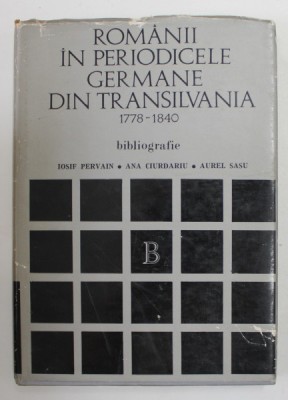 ROMÂNII
ÎN PERIODICELE
GERMANE
DIN TRANSILVANIA
1778-1840
bibliografie
IOSIF PERVAIN • ANA CIURDARIU • AUREL SASU
B